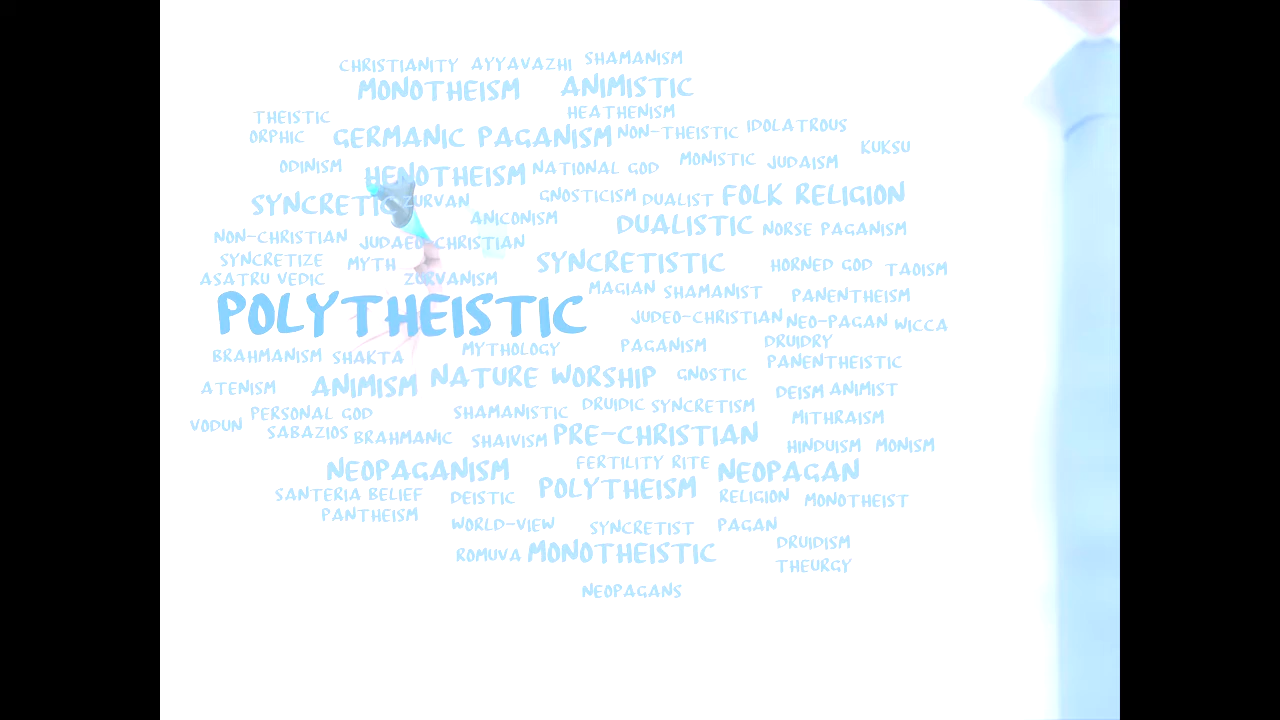 CHRISTIANITY AYYAVAZHI SHAMANISM
MONOTHEISM ANIMISTIC
THEISTIC HEATHENISM
ORPHIC GERMANIC PAGANISM NON-THEISTIC IDOLATROUS
ODINISM HENOTHEISM NATIONAL GOD MONISTIC JUDAISM KUKSU
SYNCRETIC ZURVAN GNOSTICISM DUALIST FOLK RELIGION
ANICONISM DUALISTIC NORSE PAGANISM
NON-CHRISTIAN JUDAEO-CHRISTIAN
SYNCRETIZE MYTH SYNCRETISTIC HORNED GOD TAOISM
ASATRU VEDIC ZURVANISM MAGIAN SHAMANIST PANENTHEISM
POLYTHEISTIC JUDEO-CHRISTIAN NEO-PAGAN WICCA
BRAHMANISM SHAKTA MYTHOLOGY PAGANISM DRUIDRY
PANENTHEISTIC
ATENISM ANIMISM NATURE WORSHIP GNOSTIC DEISM ANIMIST
VODUN PERSONAL GOD SHAMANISTIC DRUIDIC SYNCRETISM MITHRAISM
SABAZIOS BRAHMANIC SHAIVISM PRE-CHRISTIAN HINDUISM MONISM
NEOPAGANISM FERTILITY RITE NEOPAGAN
SANTERIA BELIEF DEISTIC POLYTHEISM RELIGION MONOTHEIST
PANTHEISM WORLD-VIEW SYNCRETIST PAGAN
ROMUVA MONOTHEISTIC DRUIDISM
THEURGY
NEOPAGANS